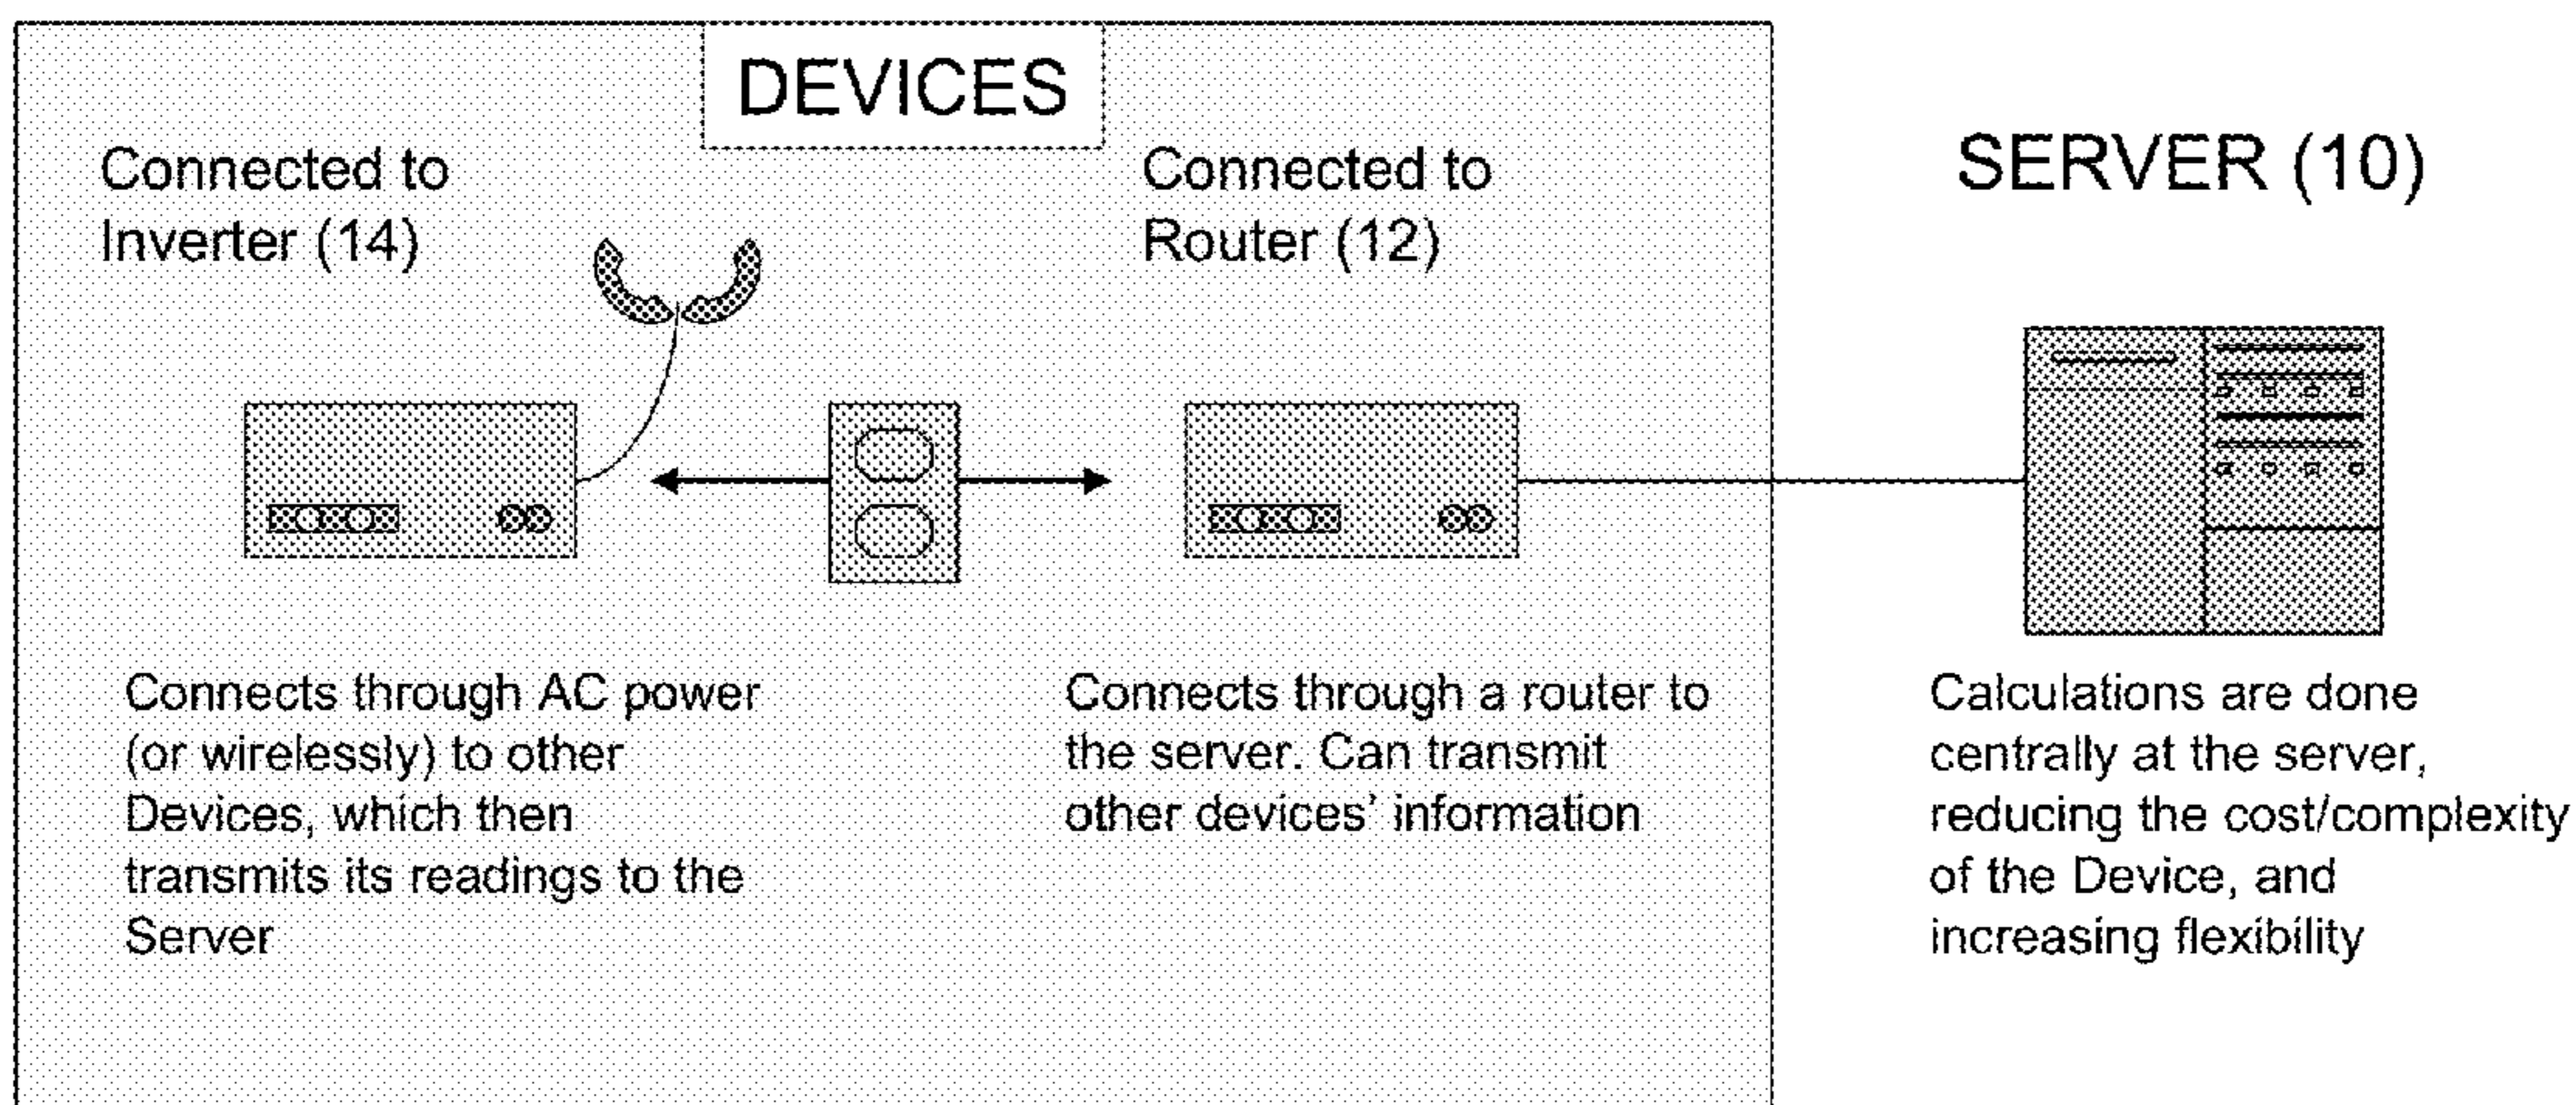 DEVICES
Connected to
Inverter (14)
Connected to
Router (12)
SERVER (10)
Connects through AC power
(or wirelessly) to other
Devices, which then
transmits its readings to the
Server
Connects through a router to
the server. Can transmit
other devices’ information
Calculations are done
centrally at the server,
reducing the cost/complexity
of the Device, and
increasing flexibility